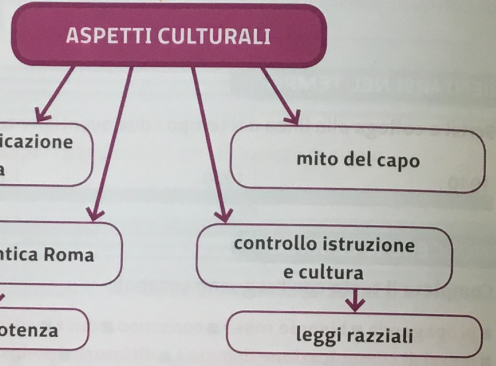 ASPETTI CULTURALI
icazione
a
mito del capo
ntica Roma
controllo istruzione
e cultura
otenza
leggi razziali